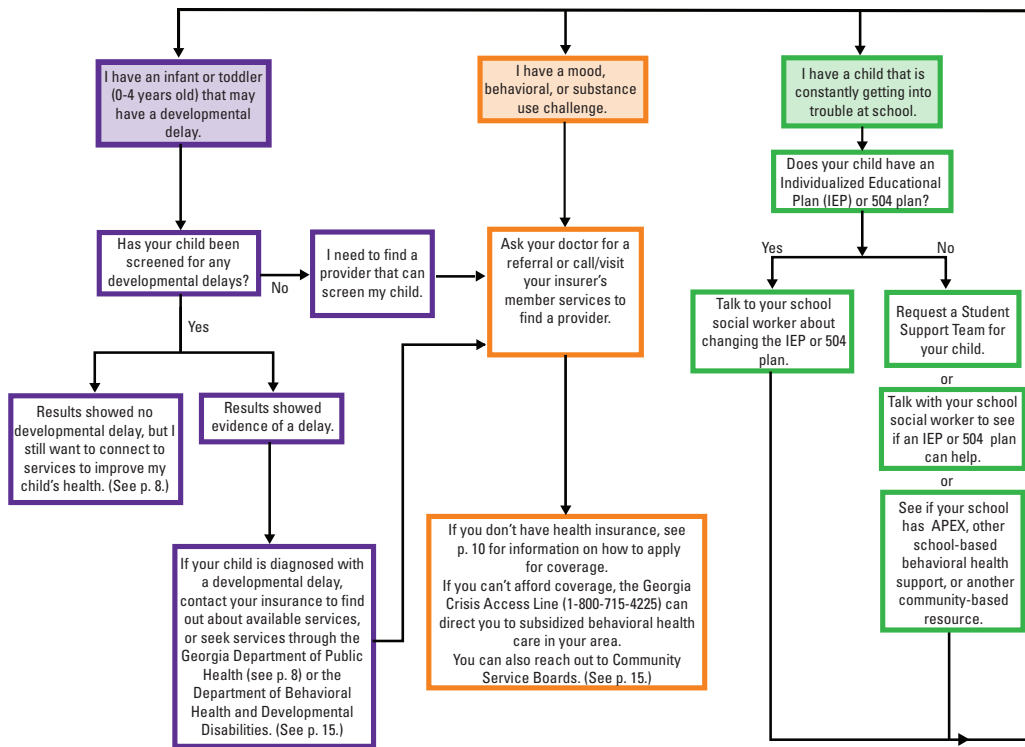 I have an infant or toddler
(0-4 years old) that may
have a developmental
delay.
Has your child been
screened for any
developmental delays?
No
I need to find a
provider that can
screen my child.
Yes
Results showed no
developmental delay, but I
still want to connect to
services to improve my
child's health. (See p. 8.)
Results showed
evidence of a delay.
If your child is diagnosed with
a developmental delay,
contact your insurance to find
out about available services,
or seek services through the
Georgia Department of Public
Health (see p. 8) or the
Department of Behavioral
Health and Developmental
Disabilities. (See p. 15.)
I have a mood,
behavioral, or substance
use challenge.
Ask your doctor for a
referral or call/visit
your insurer's
member services to
find a provider.
If you don't have health insurance, see
p. 10 for information on how to apply
for coverage.
If you can't afford coverage, the Georgia
Crisis Access Line (1-800-715-4225) can
direct you to subsidized behavioral health
care in your area.
You can also reach out to Community
Service Boards. (See p. 15.)
I have a child that is
constantly getting into
trouble at school.
Does your child have an
Individualized Educational
Plan (IEP) or 504 plan?
Yes
No
Talk to your school
social worker about
changing the IEP or 504
plan.
Request a Student
Support Team for
your child.
or
Talk with your school
social worker to see
if an IEP or 504 plan
can help.
or
See if your school
has APEX, other
school-based
behavioral health
support, or another
community-based
resource.